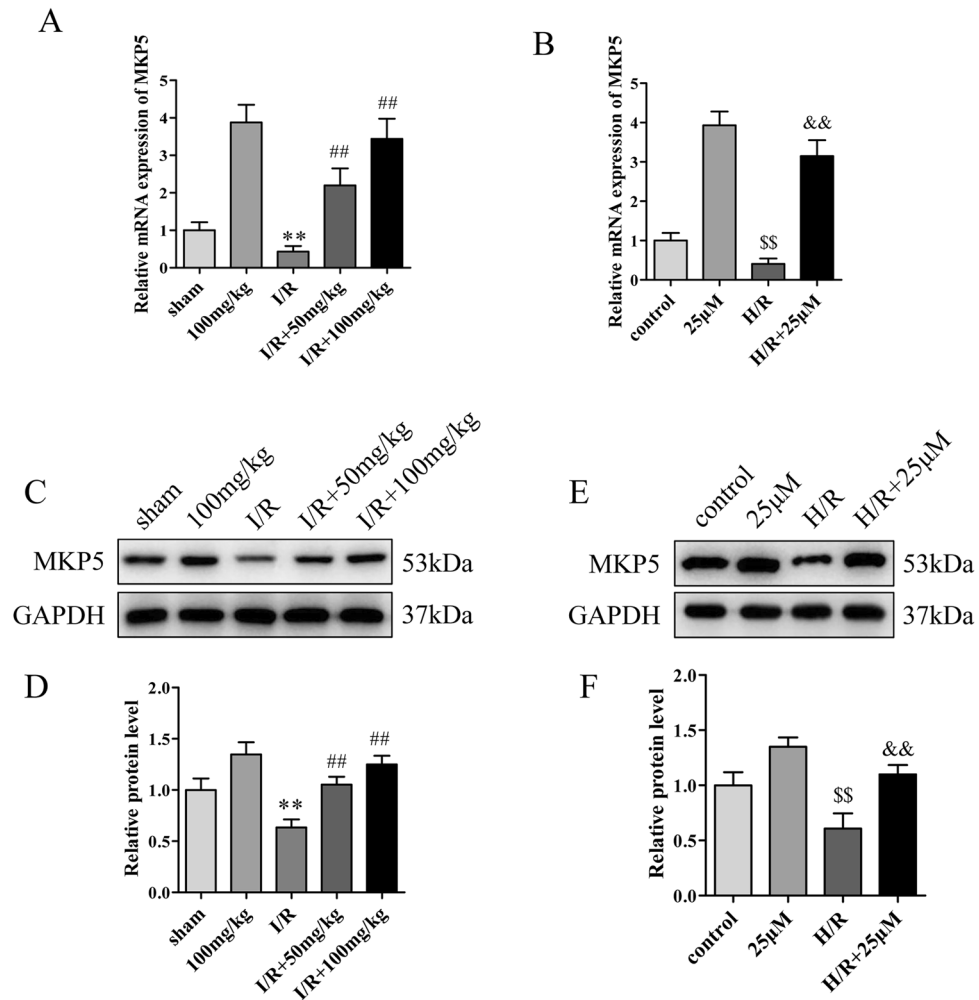 A
Relative mRNA expression of MKP5
5
4
3
2
1
0
**
##
##
sham
100mg/kg
I/R
I/R+50mg/kg
I/R+100mg/kg
B
Relative mRNA expression of MKP5
5
4
3
2
1
0
$$
&&
control
25μM
H/R
H/R+25μM
C
sham
100mg/kg
I/R
I/R+50mg/kg
I/R+100mg/kg
MKP5
53kDa
GAPDH
37kDa
E
control
25μM
H/R
H/R+25μM
MKP5
53kDa
GAPDH
37kDa
D
Relative protein level
2.0
1.5
1.0
0.5
0.0
**
##
##
sham
100mg/kg
I/R
I/R+50mg/kg
I/R+100mg/kg
F
Relative protein level
2.0
1.5
1.0
0.5
0.0
$$
&&
control
25μM
H/R
H/R+25μM